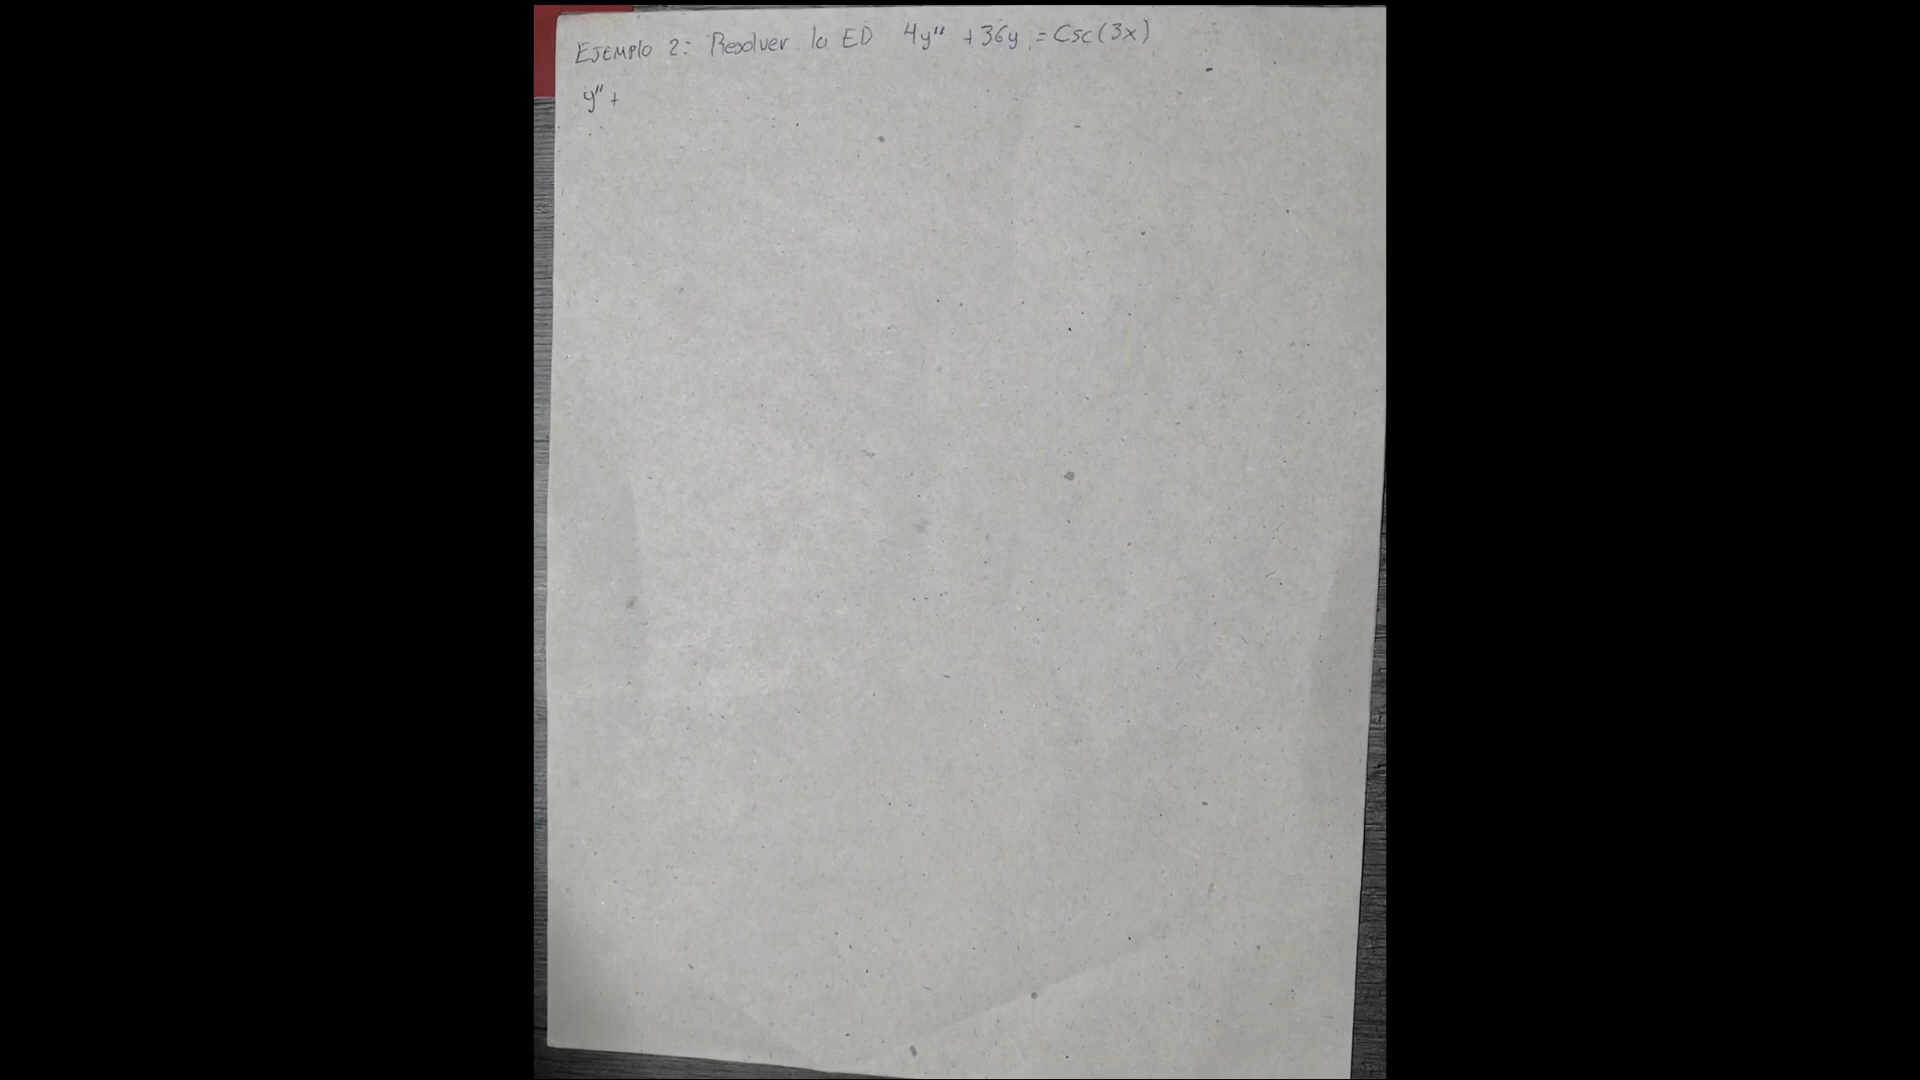 EJEMPlO 2: Resolver la ED 4y'' +36y = Csc(3x)
y'' +